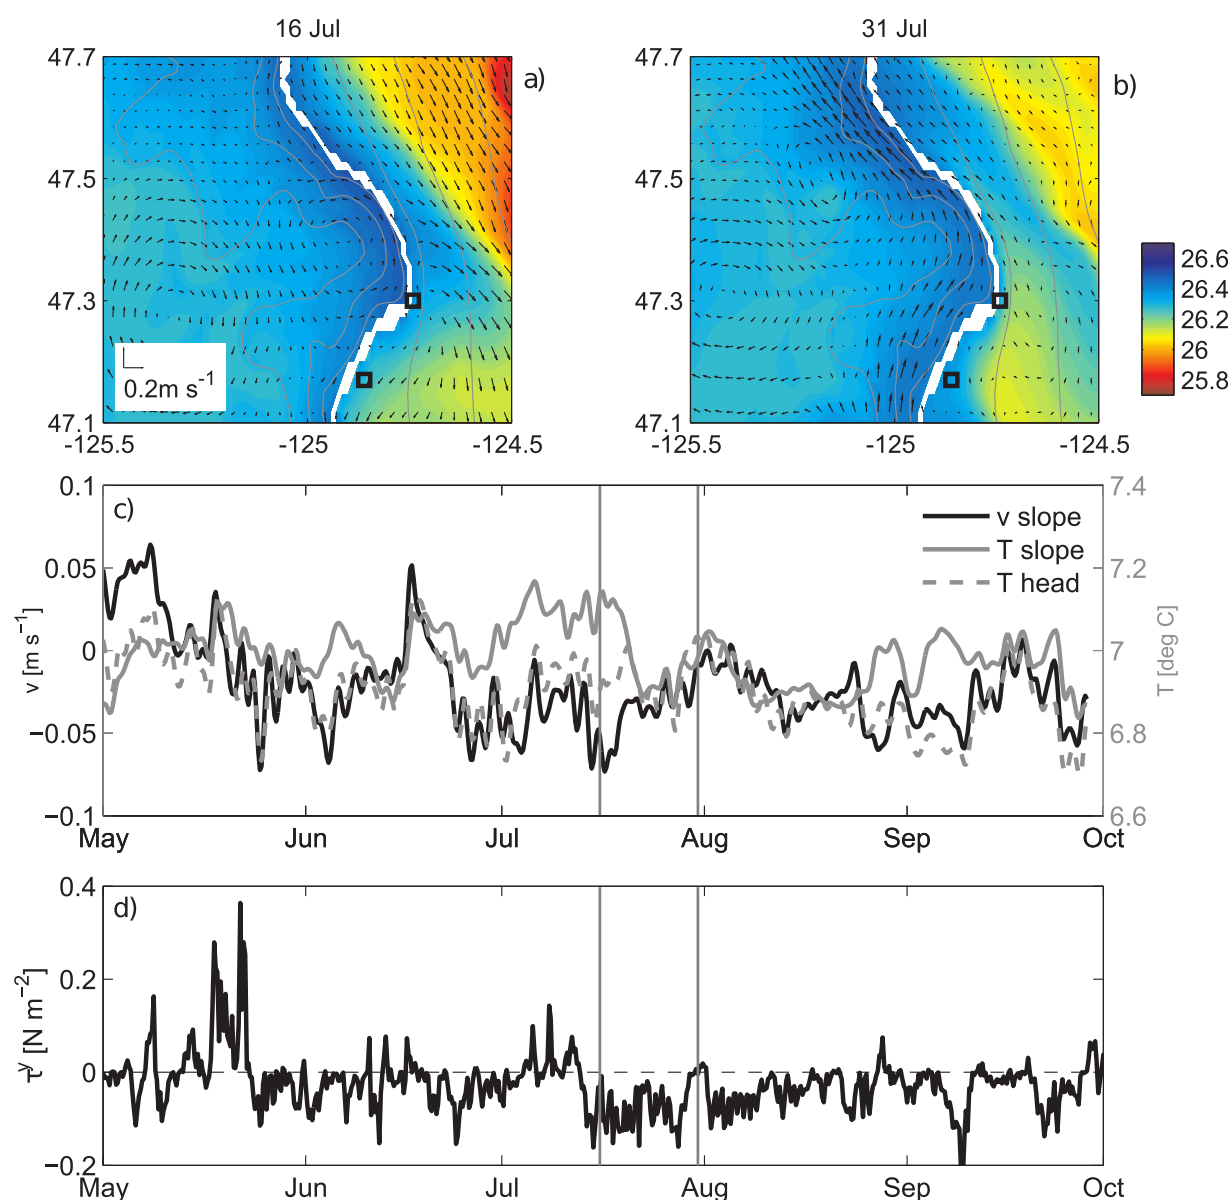 16 Jul
31 Jul
47.7
47.5
47.3
47.1
a)
0.2m s⁻¹
-125.5
-125
-124.5
47.7
47.5
47.3
47.1
b)
-125.5
-125
-124.5
26.6
26.4
26.2
26
25.8
c)
0.1
0.05
0
−0.05
−0.1
v [m s⁻¹]
v slope
T slope
T head
7.4
7.2
7
6.8
6.6
T [deg C]
May
Jun
Jul
Aug
Sep
Oct
d)
0.4
0.2
0
−0.2
τʸ [N m⁻²]
May
Jun
Jul
Aug
Sep
Oct